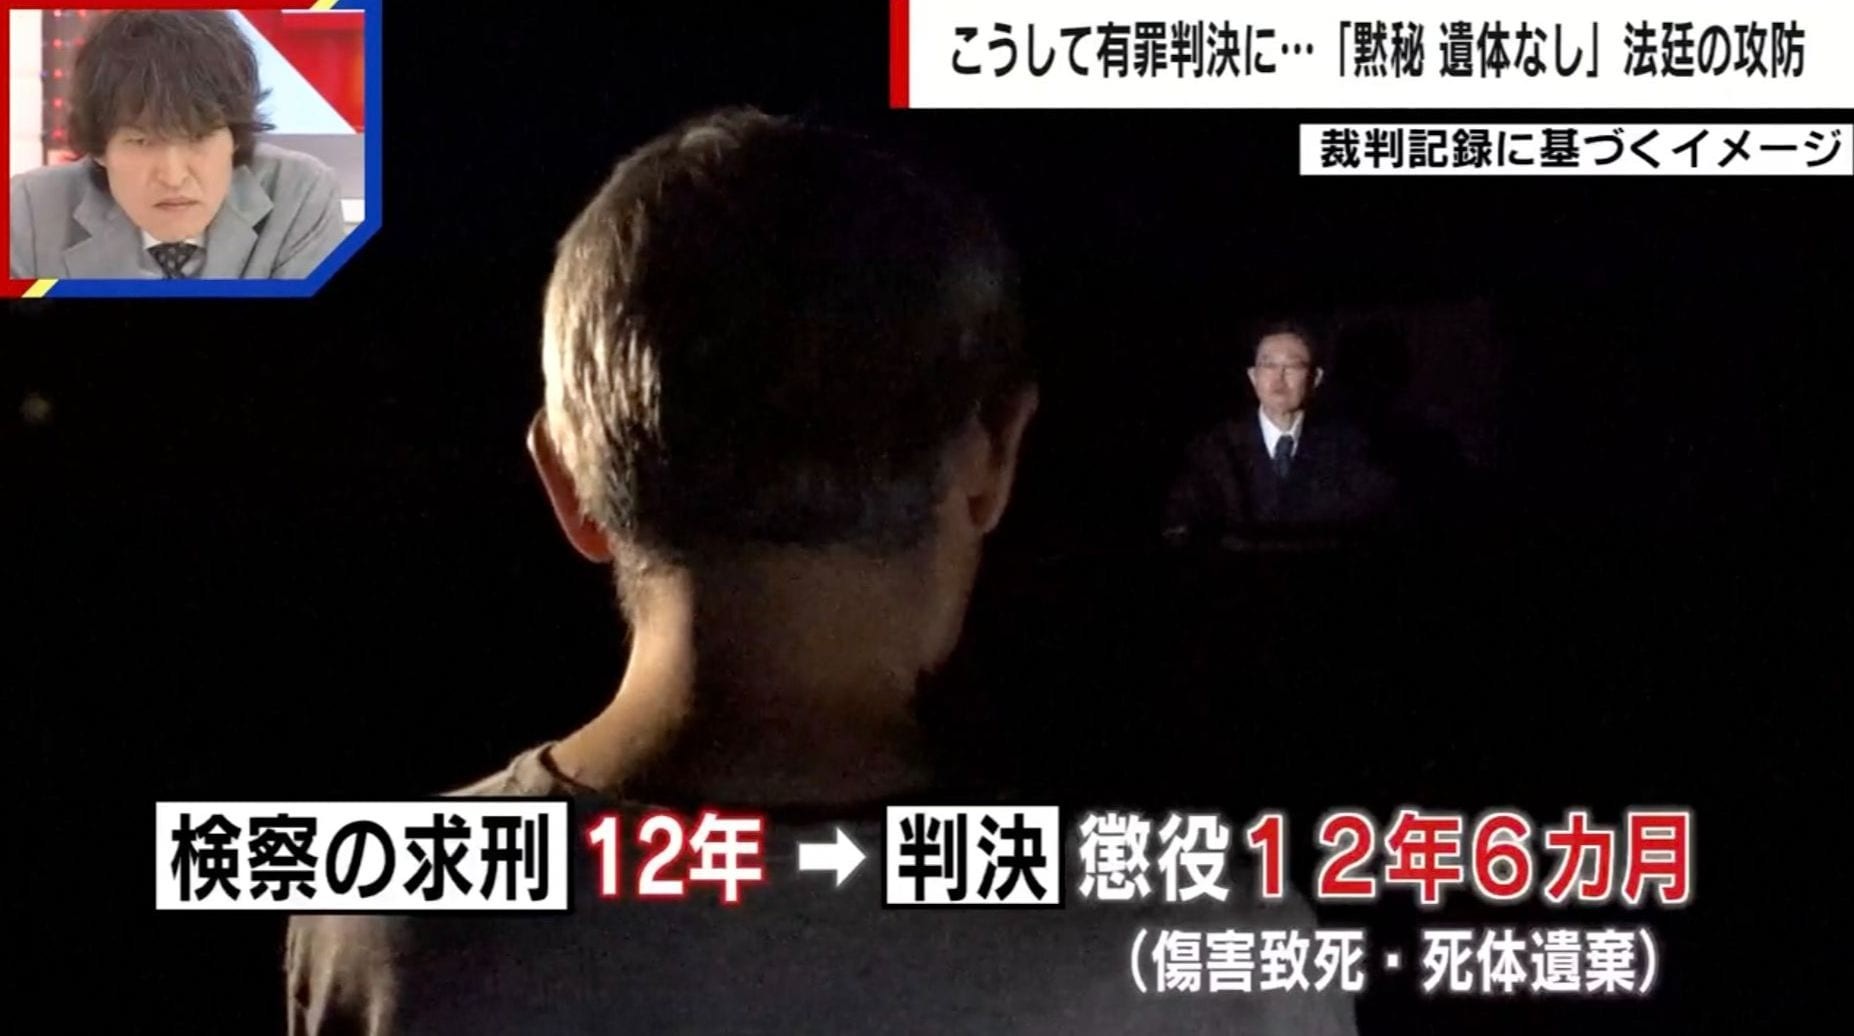 こうして有罪判決に…「黙秘 遺体なし」法廷の攻防
裁判記録に基づくイメージ
検察の求刑 12年 ➡ 判決 懲役12年6カ月
(傷害致死・死体遺棄)